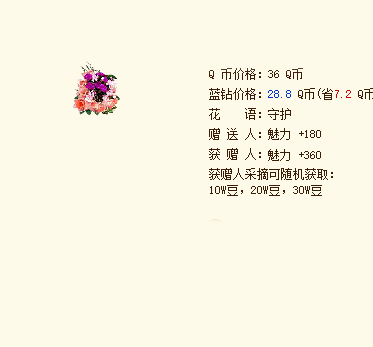 Q 币价格：36 Q币
蓝钻价格：28.8 Q币(省7.2 Q币
花 语：守护
赠 送 人：魅力 +180
获 赠 人：魅力 +360
获赠人采摘可随机获取：
10W豆，20W豆，30W豆